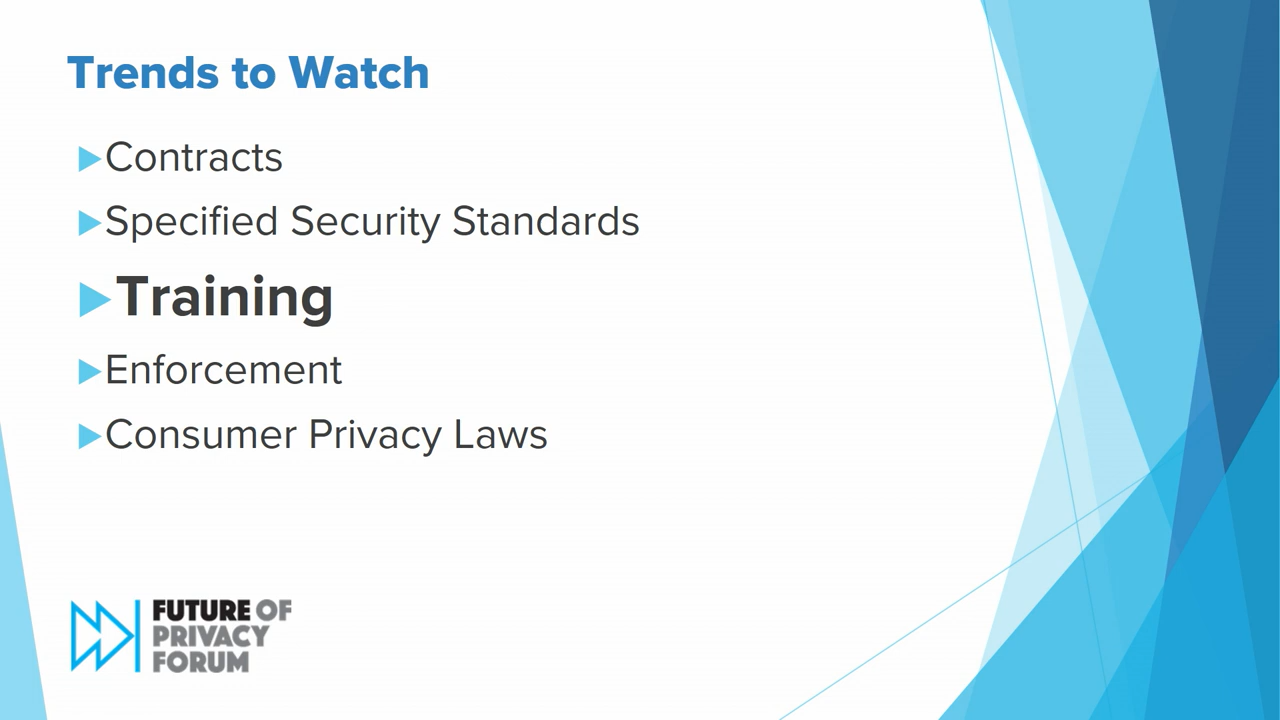 Trends to Watch
Contracts
Specified Security Standards
Training
Enforcement
Consumer Privacy Laws
FUTURE OF
PRIVACY
FORUM